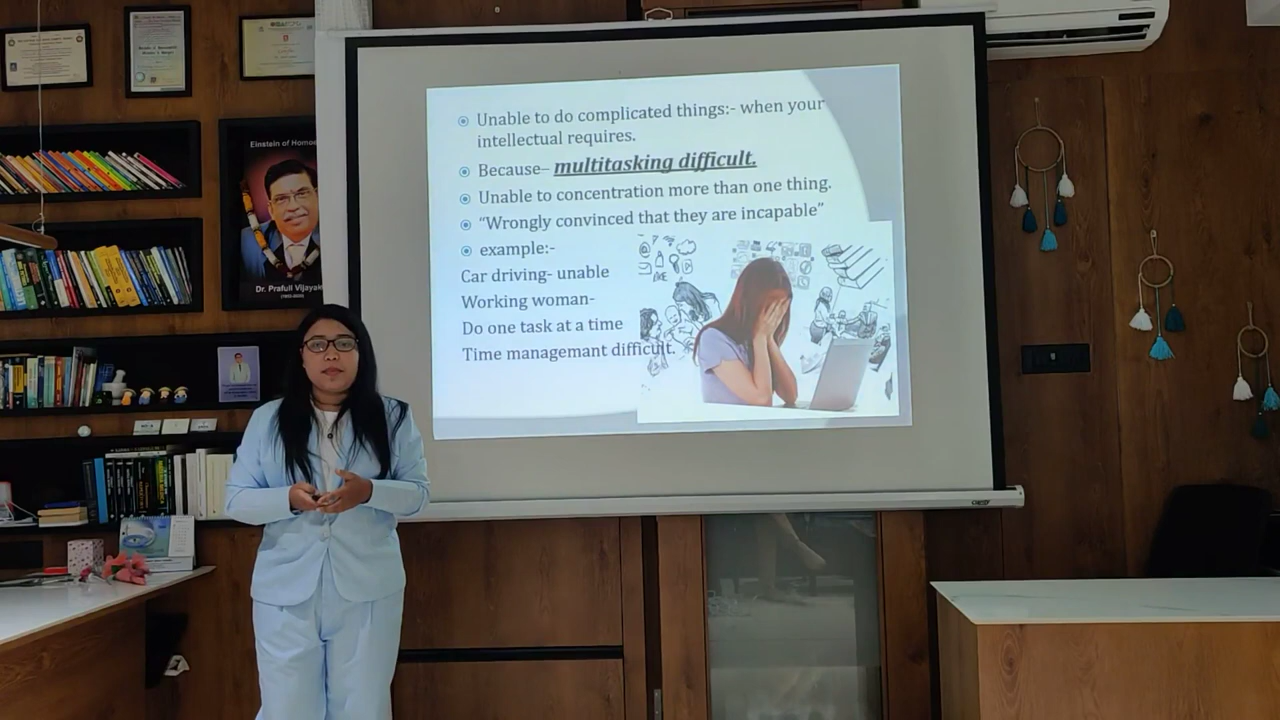 Einstein of Homoe
Dr. Prafull Vijayak
Unable to do complicated things:- when your
intellectual requires.
Because– multitasking difficult.
Unable to concentration more than one thing.
“Wrongly convinced that they are incapable”
example:-
Car driving- unable
Working woman-
Do one task at a time
Time managemant difficult.